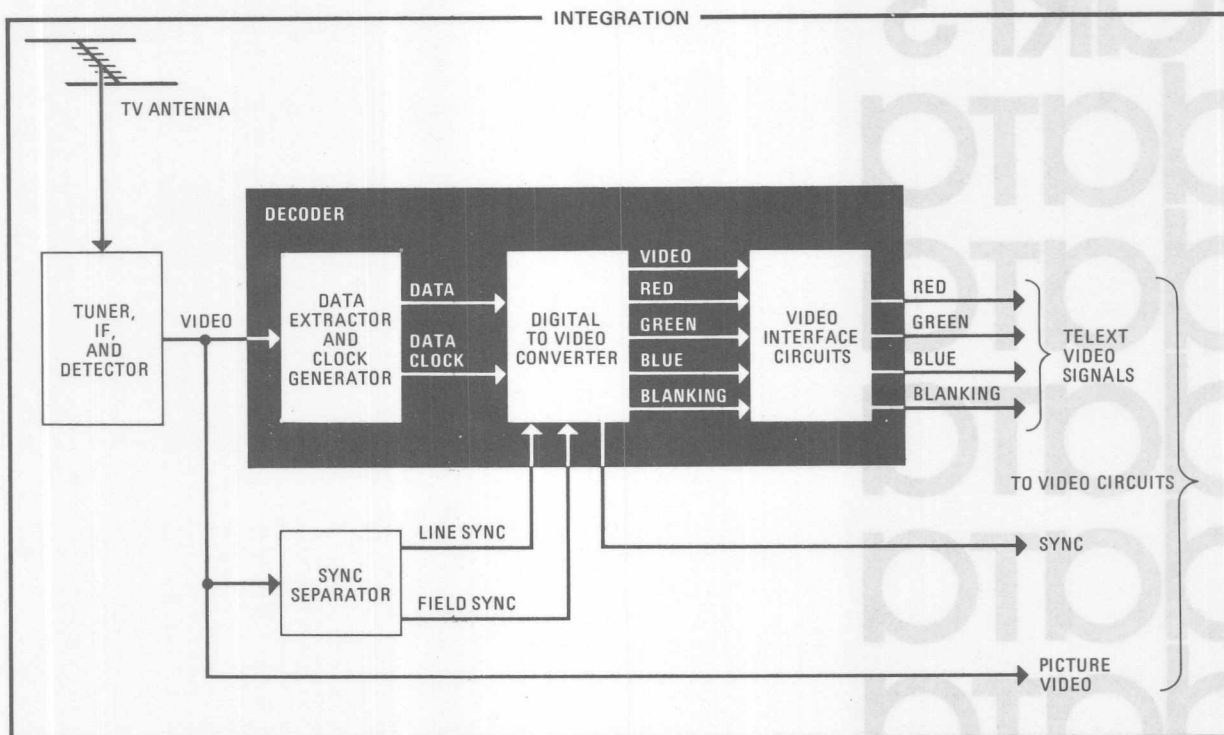 INTEGRATION
TV ANTENNA
DECODER
TUNER,
IF,
AND
DETECTOR
VIDEO
DATA
EXTRACTOR
AND
CLOCK
GENERATOR
DATA
DATA
CLOCK
DIGITAL
TO VIDEO
CONVERTER
VIDEO
RED
GREEN
BLUE
BLANKING
VIDEO
INTERFACE
CIRCUITS
RED
GREEN
BLUE
BLANKING
TELEXT
VIDEO
SIGNALS
TO VIDEO CIRCUITS
LINE SYNC
SYNC
SEPARATOR
FIELD SYNC
SYNC
PICTURE
VIDEO